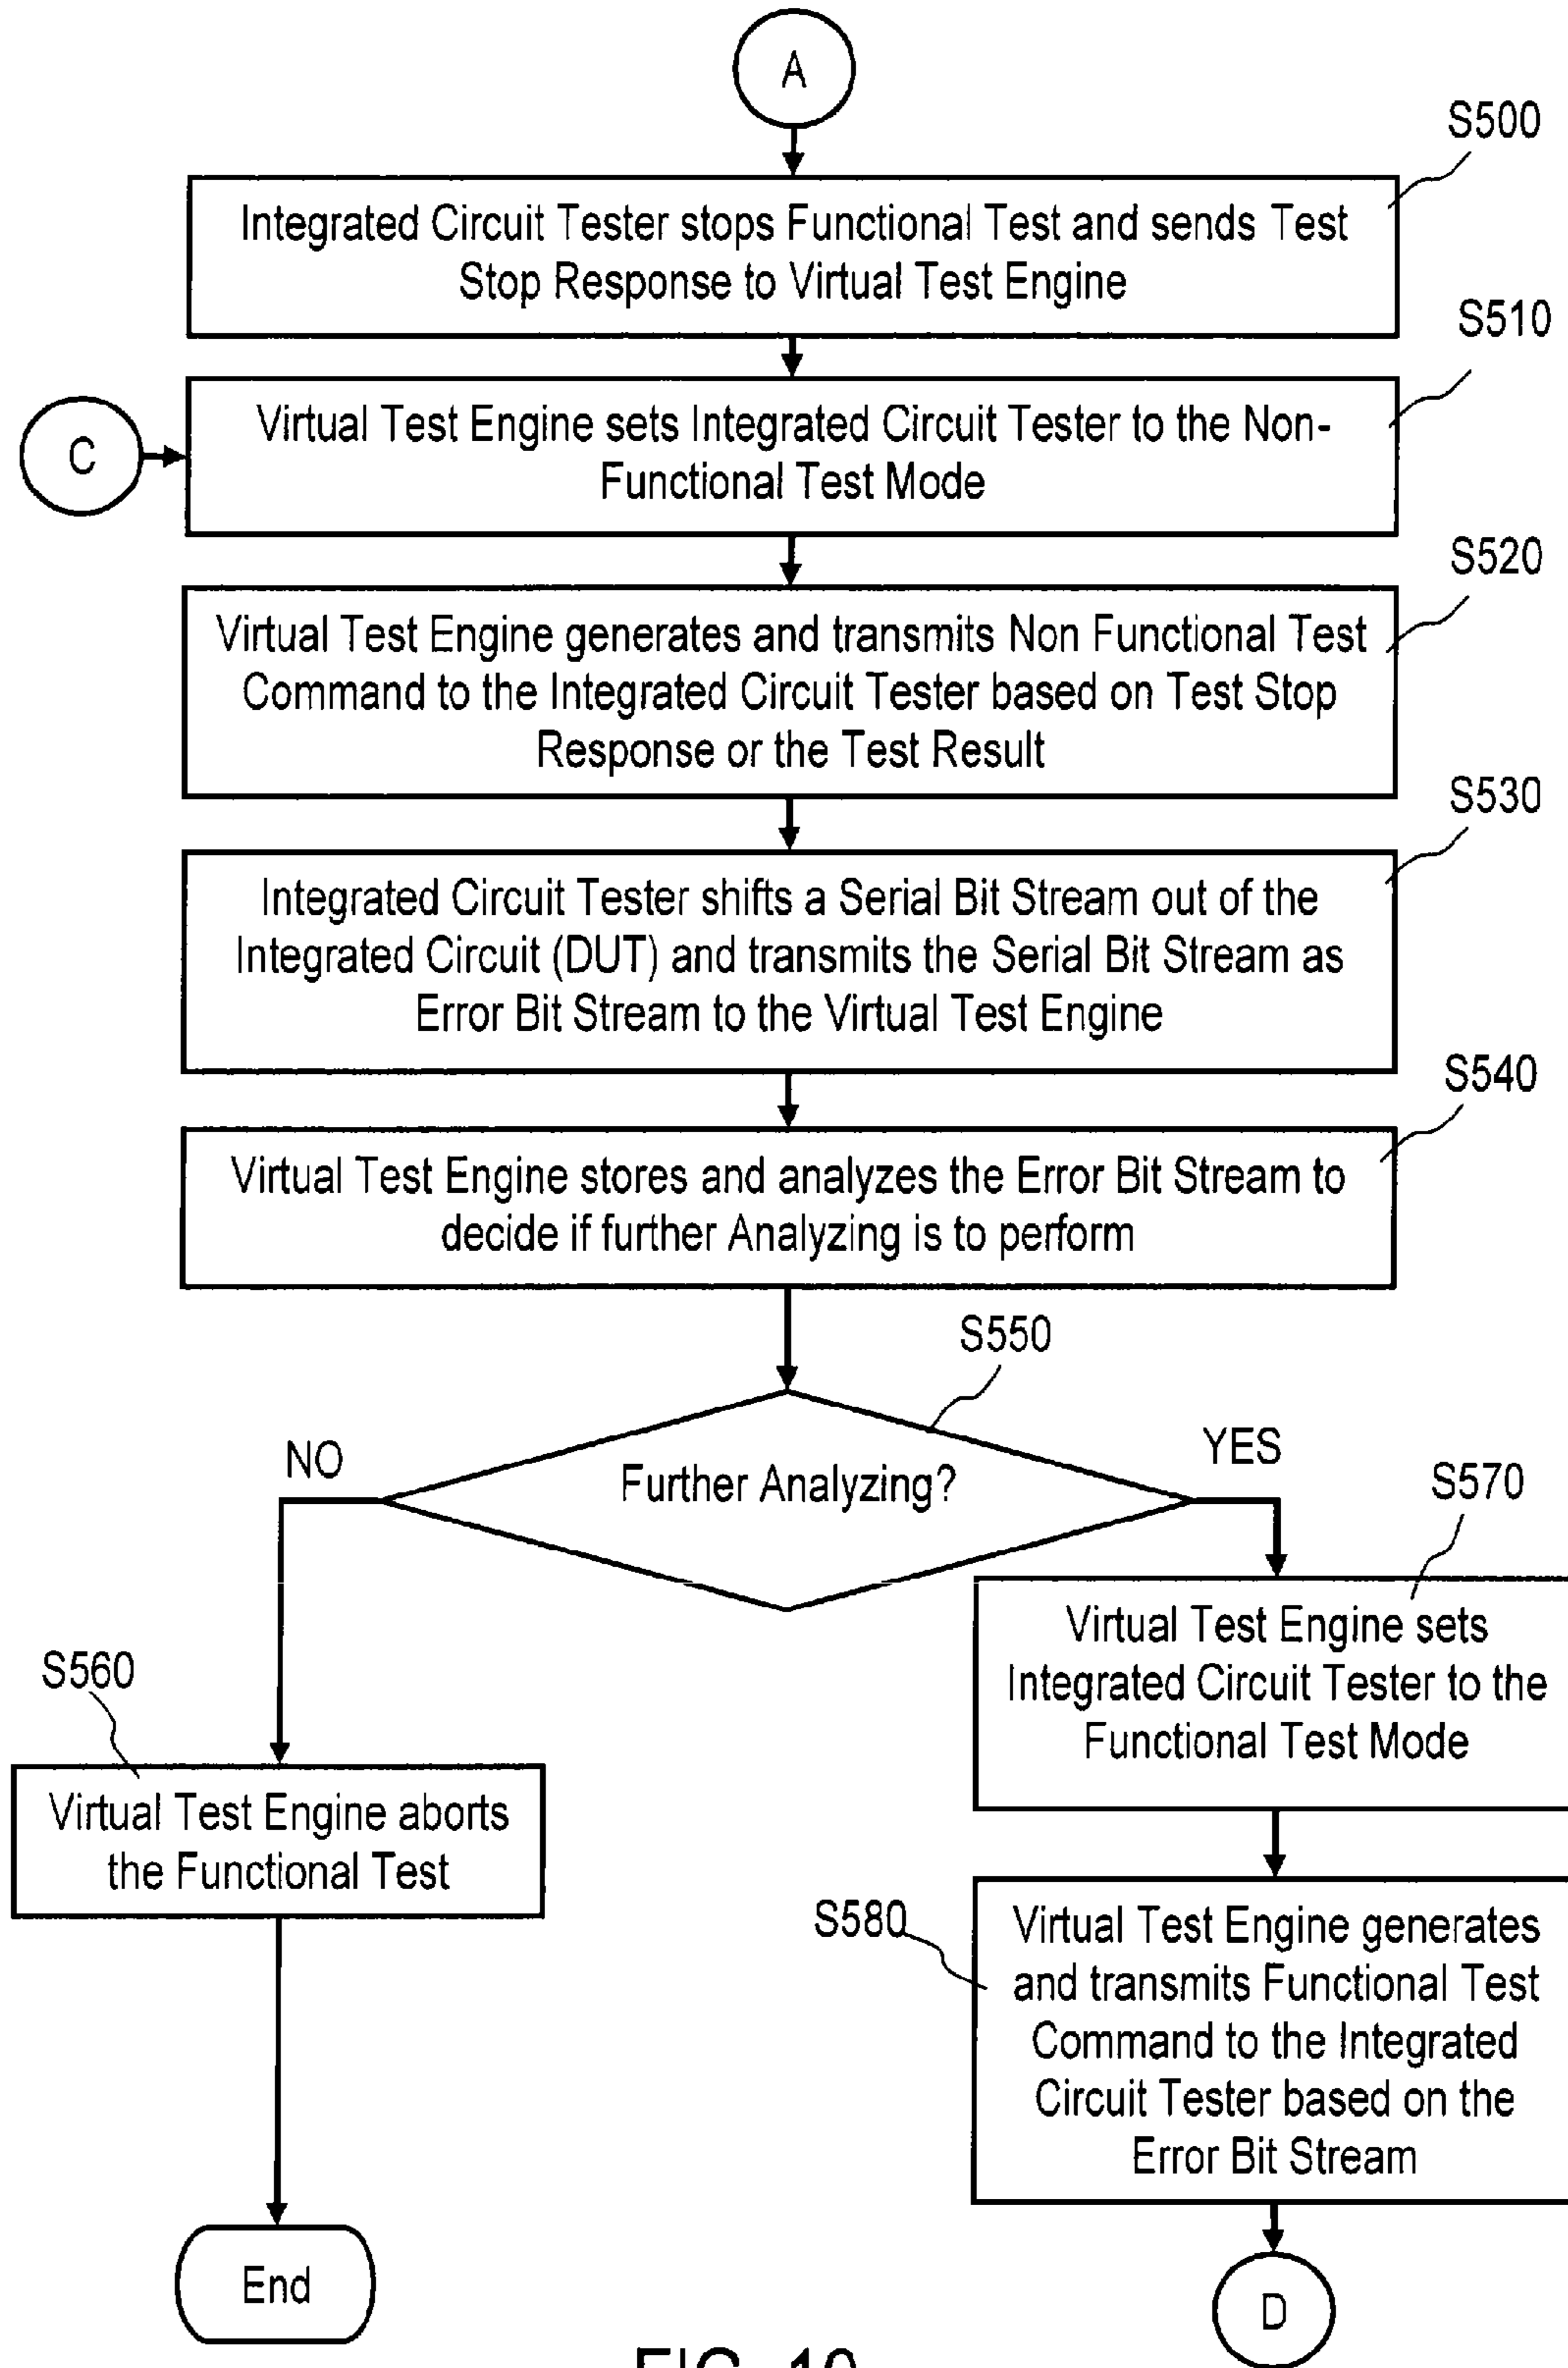 A
S500
Integrated Circuit Tester stops Functional Test and sends Test
Stop Response to Virtual Test Engine
S510
C
Virtual Test Engine sets Integrated Circuit Tester to the Non-
Functional Test Mode
S520
Virtual Test Engine generates and transmits Non Functional Test
Command to the Integrated Circuit Tester based on Test Stop
Response or the Test Result
S530
Integrated Circuit Tester shifts a Serial Bit Stream out of the
Integrated Circuit (DUT) and transmits the Serial Bit Stream as
Error Bit Stream to the Virtual Test Engine
S540
Virtual Test Engine stores and analyzes the Error Bit Stream to
decide if further Analyzing is to perform
S550
NO
Further Analyzing?
YES
S570
Virtual Test Engine sets
Integrated Circuit Tester to the
Functional Test Mode
S560
Virtual Test Engine aborts
the Functional Test
S580
Virtual Test Engine generates
and transmits Functional Test
Command to the Integrated
Circuit Tester based on the
Error Bit Stream
End
D
FIG. 10